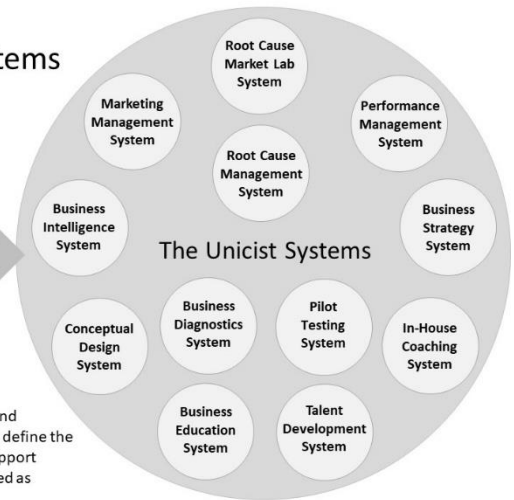 tems
Root Cause
Market Lab
System
Marketing
Management
System
Performance
Management
System
Root Cause
Management
System
Business
Intelligence
System
Business
Strategy
System
The Unicist Systems
Conceptual
Design
System
Business
Diagnostics
System
Pilot
Testing
System
In-House
Coaching
System
Business
Education
System
Talent
Development
System
nd
define the
pport
ed as